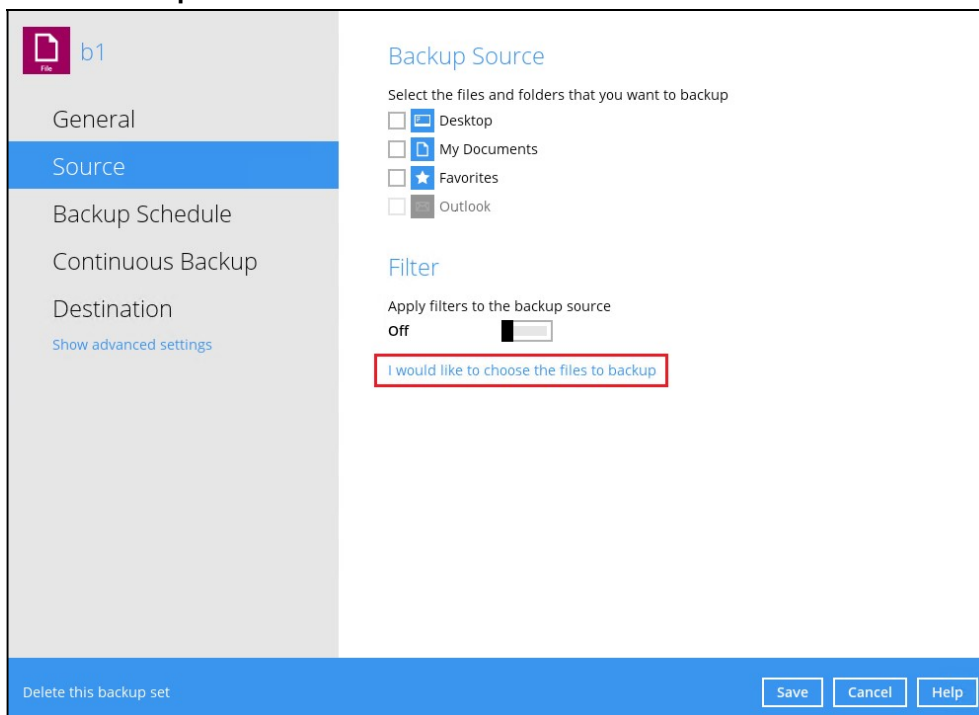 File
b1
General
Source
Backup Schedule
Continuous Backup
Destination
Show advanced settings
Backup Source
Select the files and folders that you want to backup
Desktop
My Documents
Favorites
Outlook
Filter
Apply filters to the backup source
Off
I would like to choose the files to backup
Delete this backup set
Save
Cancel
Help